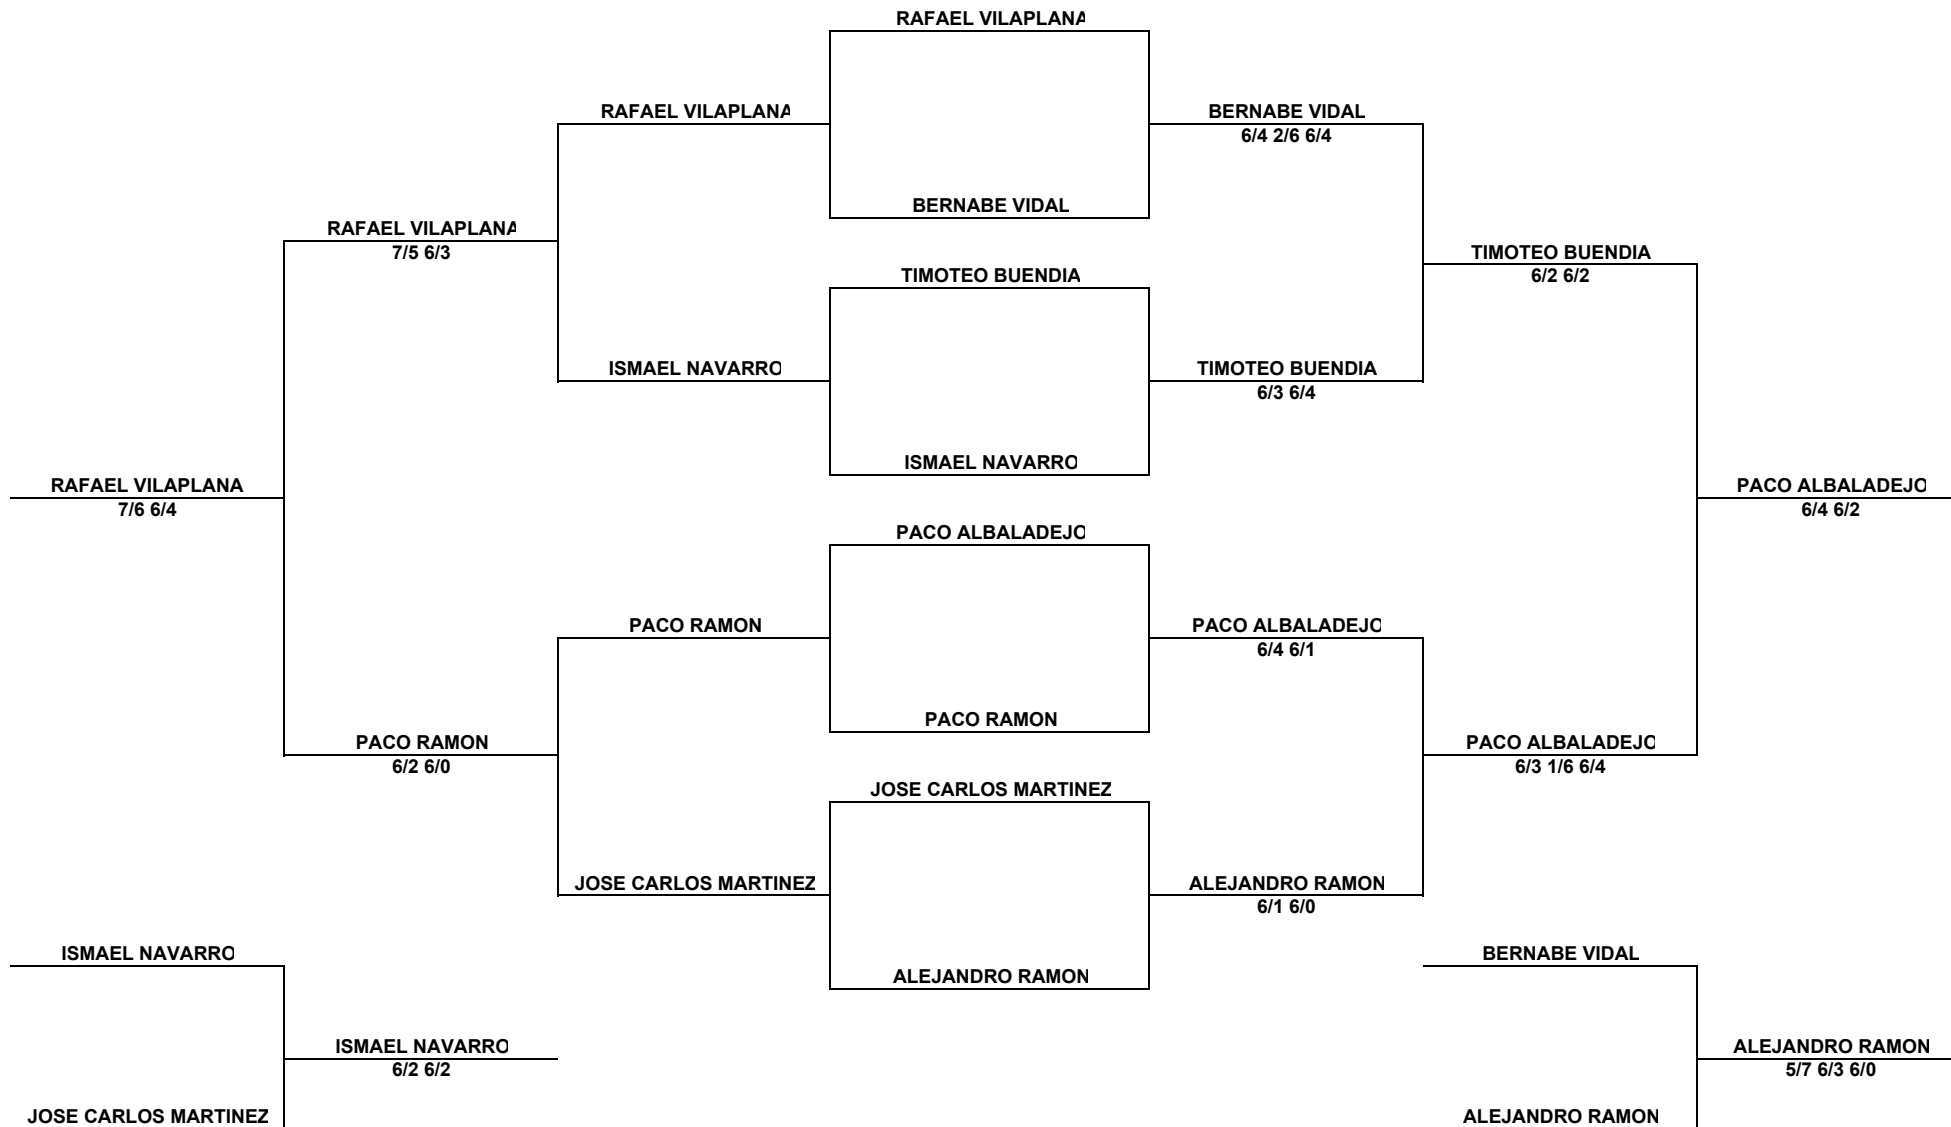 RAFAEL VILAPLANA
RAFAEL VILAPLANA
BERNABE VIDAL
6/4 2/6 6/4
BERNABE VIDAL
RAFAEL VILAPLANA
7/5 6/3
TIMOTEO BUENDIA
6/2 6/2
TIMOTEO BUENDIA
ISMAEL NAVARRO
TIMOTEO BUENDIA
6/3 6/4
ISMAEL NAVARRO
RAFAEL VILAPLANA
7/6 6/4
PACO ALBALADEJO
6/4 6/2
PACO ALBALADEJO
PACO RAMON
PACO ALBALADEJO
6/4 6/1
PACO RAMON
PACO RAMON
6/2 6/0
PACO ALBALADEJO
6/3 1/6 6/4
JOSE CARLOS MARTINEZ
JOSE CARLOS MARTINEZ
ALEJANDRO RAMON
6/1 6/0
ISMAEL NAVARRO
BERNABE VIDAL
ALEJANDRO RAMON
ISMAEL NAVARRO
6/2 6/2
ALEJANDRO RAMON
5/7 6/3 6/0
JOSE CARLOS MARTINEZ
ALEJANDRO RAMON